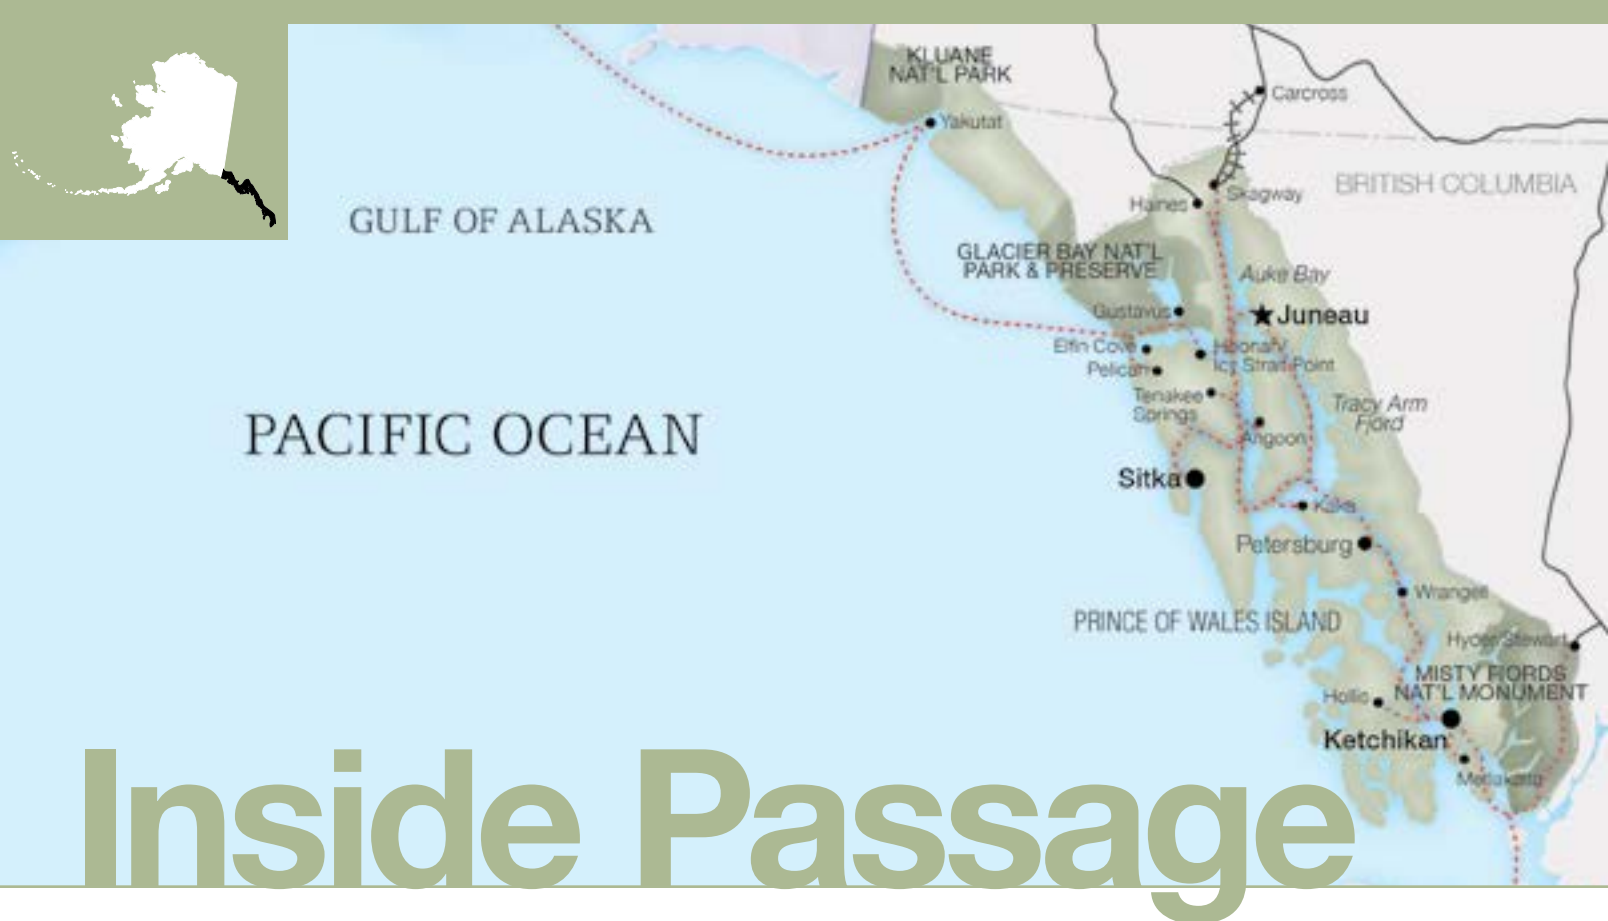 KLUANE
NAT'L PARK
Carcross
Yakutat
BRITISH COLUMBIA
Skagway
Haines
GULF OF ALASKA
GLACIER BAY NAT'L
PARK & PRESERVE
Auke Bay
Gustavus
Juneau
Elfin Cove
Hoonah/
Icy Strait Point
Pelican
Tenakee
Springs
Tracy Arm
Fjord
PACIFIC OCEAN
Angoon
Sitka
Kake
Petersburg
Wrangell
PRINCE OF WALES ISLAND
Hyder/Stewart
MISTY FIORDS
NAT'L MONUMENT
Hollis
Ketchikan
Metlakatla
Inside Passage